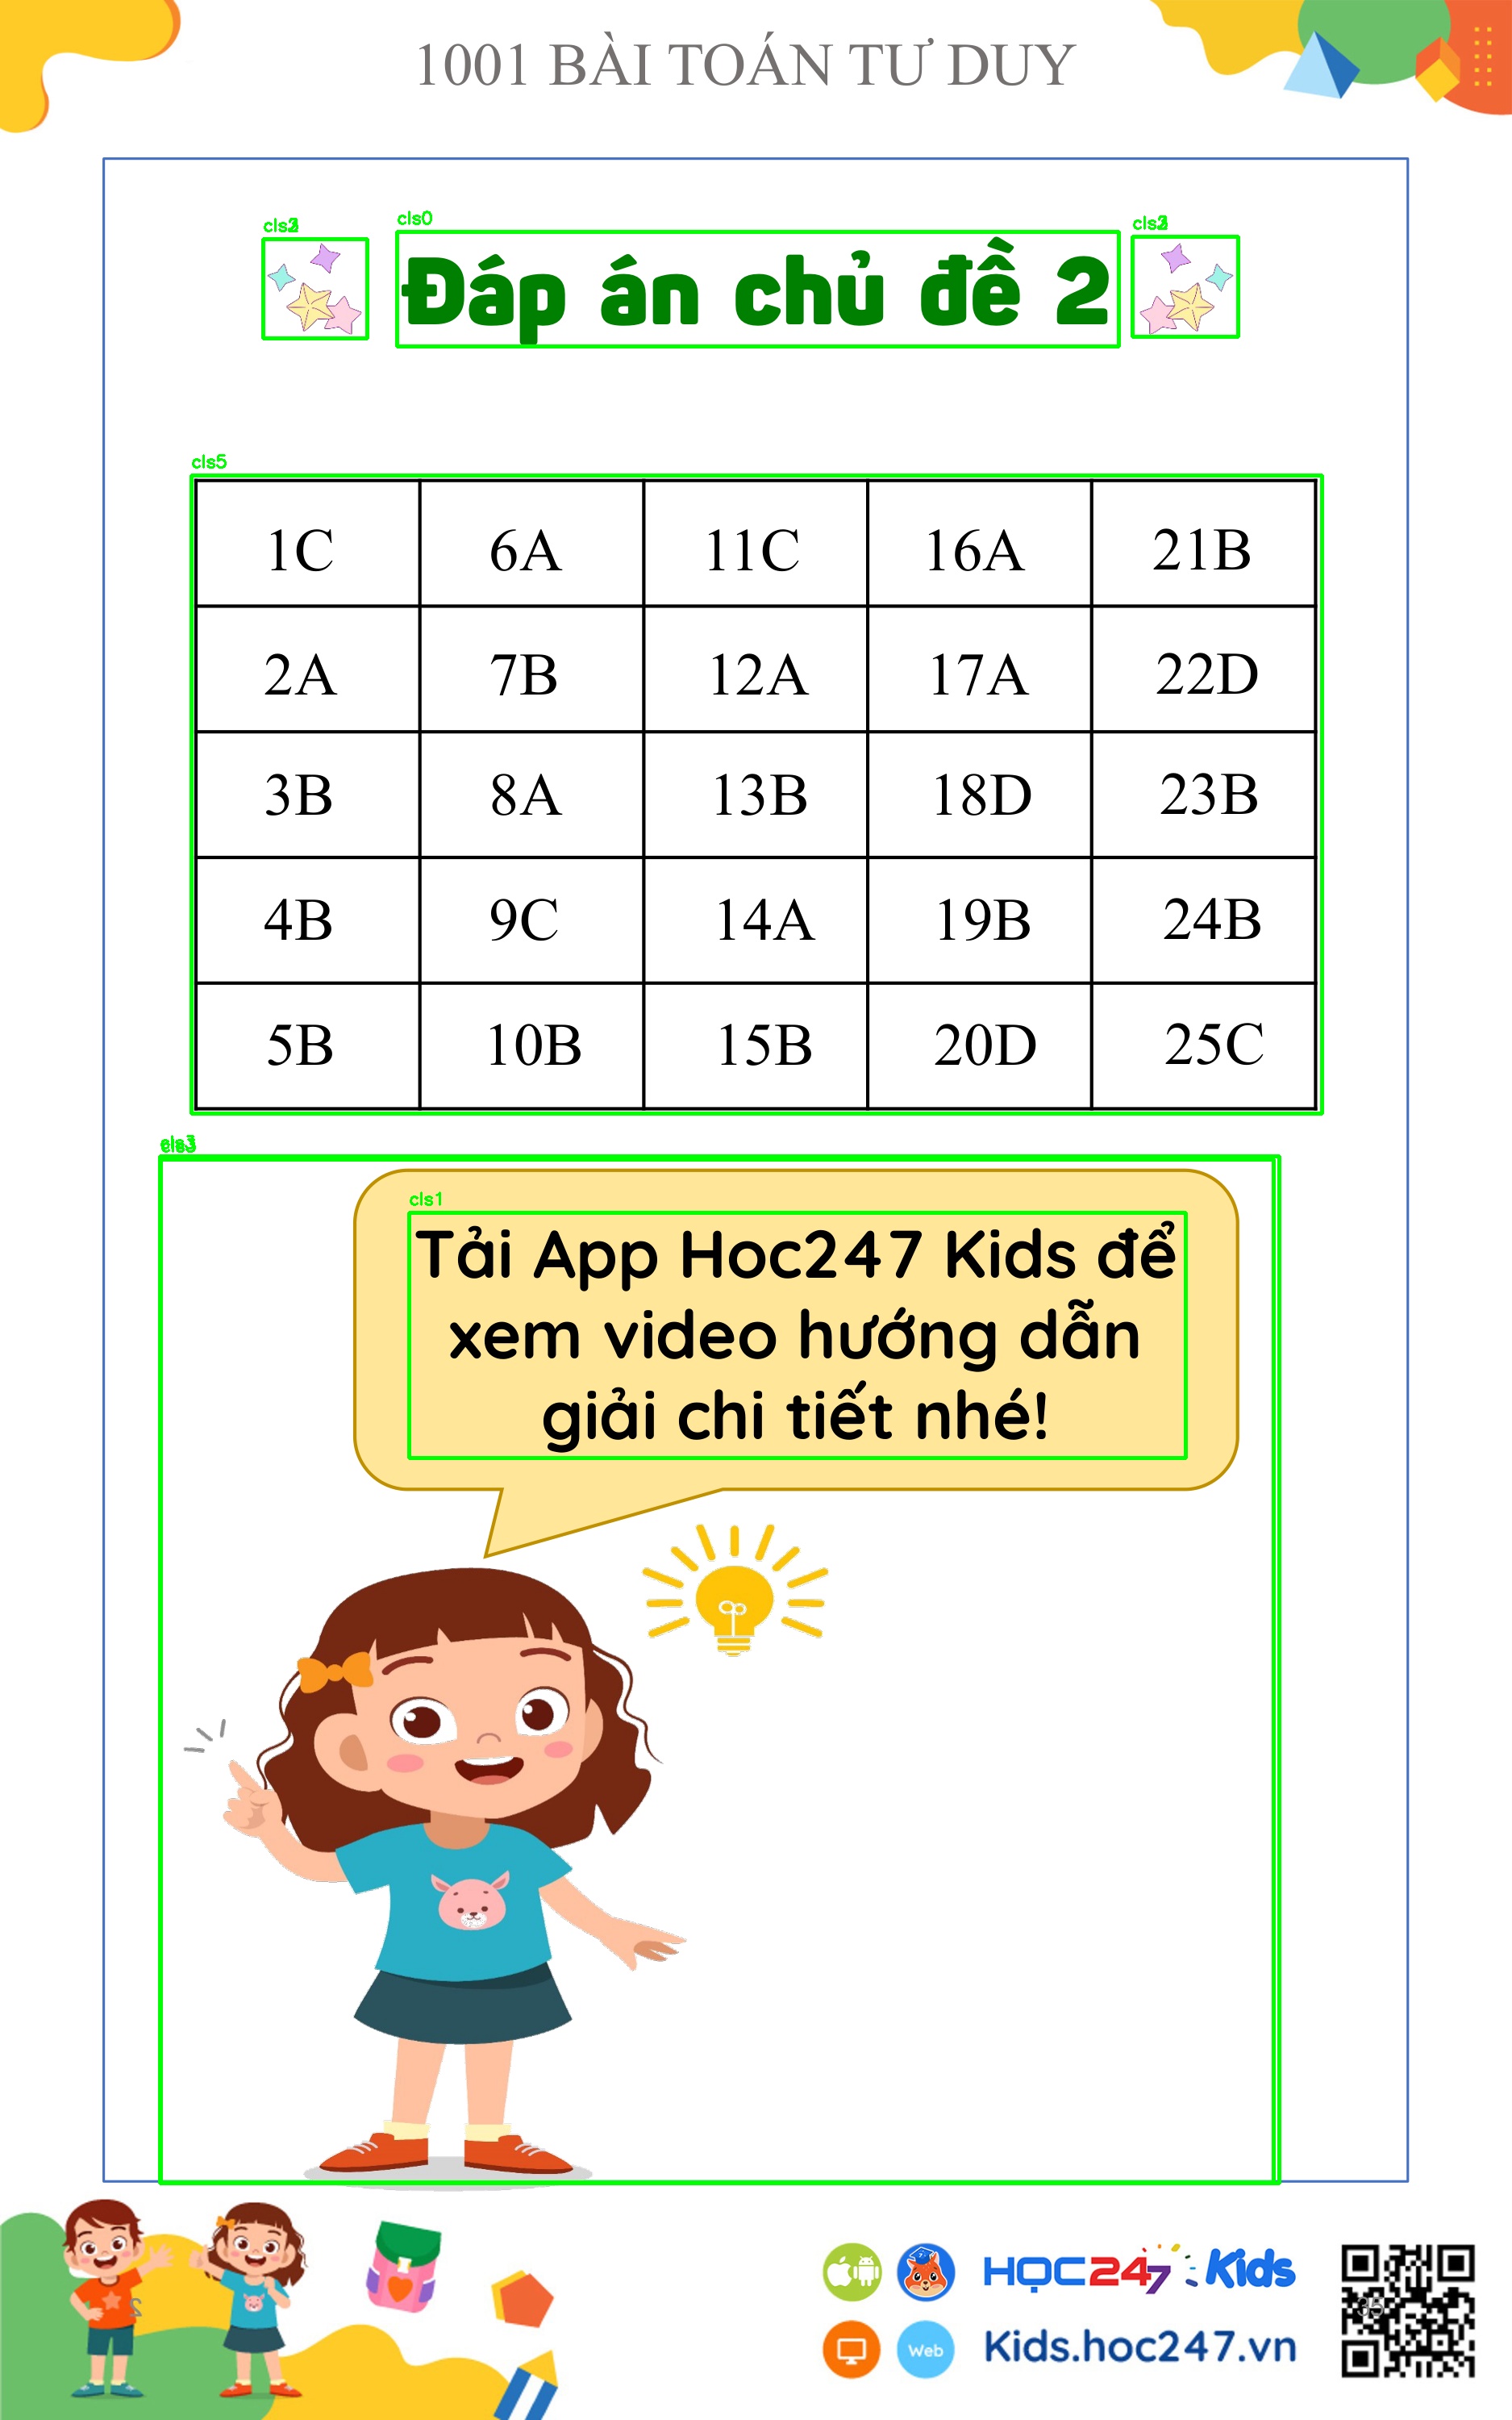 1001 BÀI TOÁN TƯ DUY
cls2
cls0
cls2
Đáp án chủ đề 2
cls5
1C 6A 11C 16A 21B
2A 7B 12A 17A 22D
3B 8A 13B 18D 23B
4B 9C 14A 19B 24B
5B 10B 15B 20D 25C
cls1
Tải App Hoc247 Kids để
xem video hướng dẫn
giải chi tiết nhé!
HỌC247 Kids
Web
Kids.hoc247.vn
35